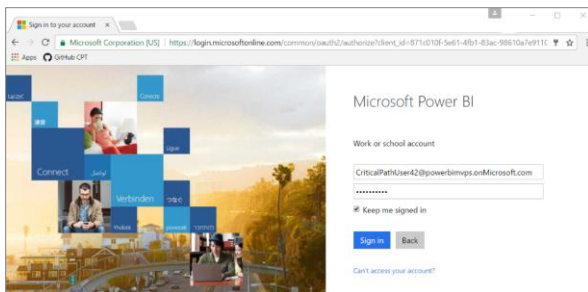 Sign in to your account
Microsoft Corporation [US] | https://login.microsoftonline.com/common/oauth2/authorize?client_id=871c010f-5e61-4fb1-83ac-98610a7e911
Apps GitHub CPT
Microsoft Power BI
Work or school account
CriticalPathUser42@powerbimvps.onMicrosoft.com
••••••••••
Keep me signed in
Sign in Back
Can't access your account?
Conecte
Ligue
Connect
Verbinden